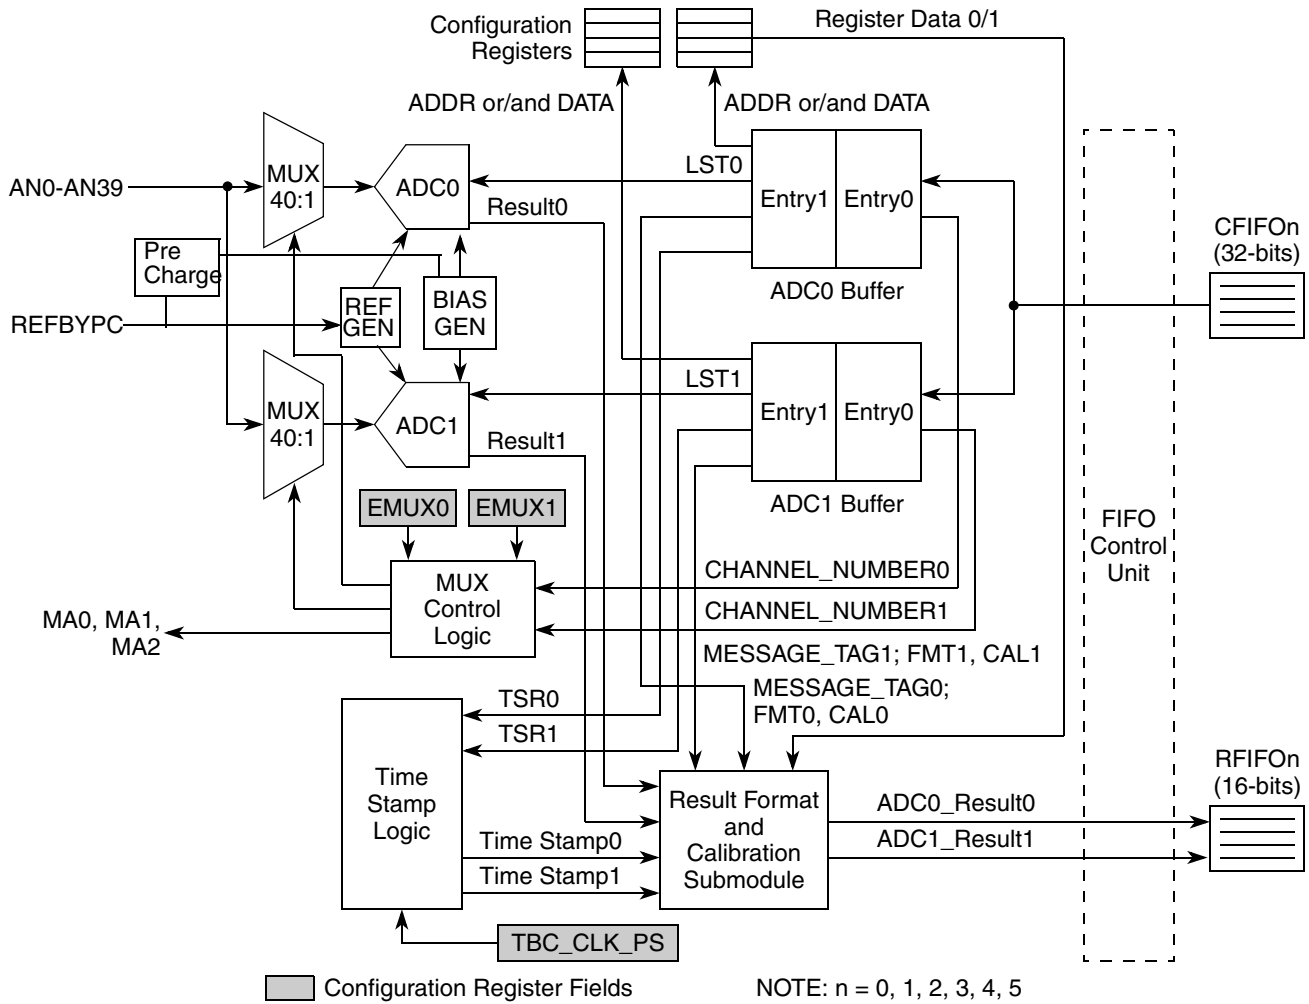 Configuration
Registers
Register Data 0/1
ADDR or/and DATA
ADDR or/and DATA
MUX
40:1
ADC0
LST0
Entry1
Entry0
AN0-AN39
Result0
CFIFOn
(32-bits)
Pre
Charge
REF
GEN
BIAS
GEN
ADC0 Buffer
REFBYPC
LST1
MUX
40:1
ADC1
Entry1
Entry0
Result1
ADC1 Buffer
EMUX0
EMUX1
FIFO
Control
Unit
MUX
Control
Logic
CHANNEL_NUMBER0
CHANNEL_NUMBER1
MA0, MA1,
MA2
MESSAGE_TAG1; FMT1, CAL1
MESSAGE_TAG0;
FMT0, CAL0
TSR0
TSR1
Time
Stamp
Logic
Result Format
and
Calibration
Submodule
RFIFOn
(16-bits)
ADC0_Result0
ADC1_Result1
Time Stamp0
Time Stamp1
TBC_CLK_PS
Configuration Register Fields
NOTE: n = 0, 1, 2, 3, 4, 5